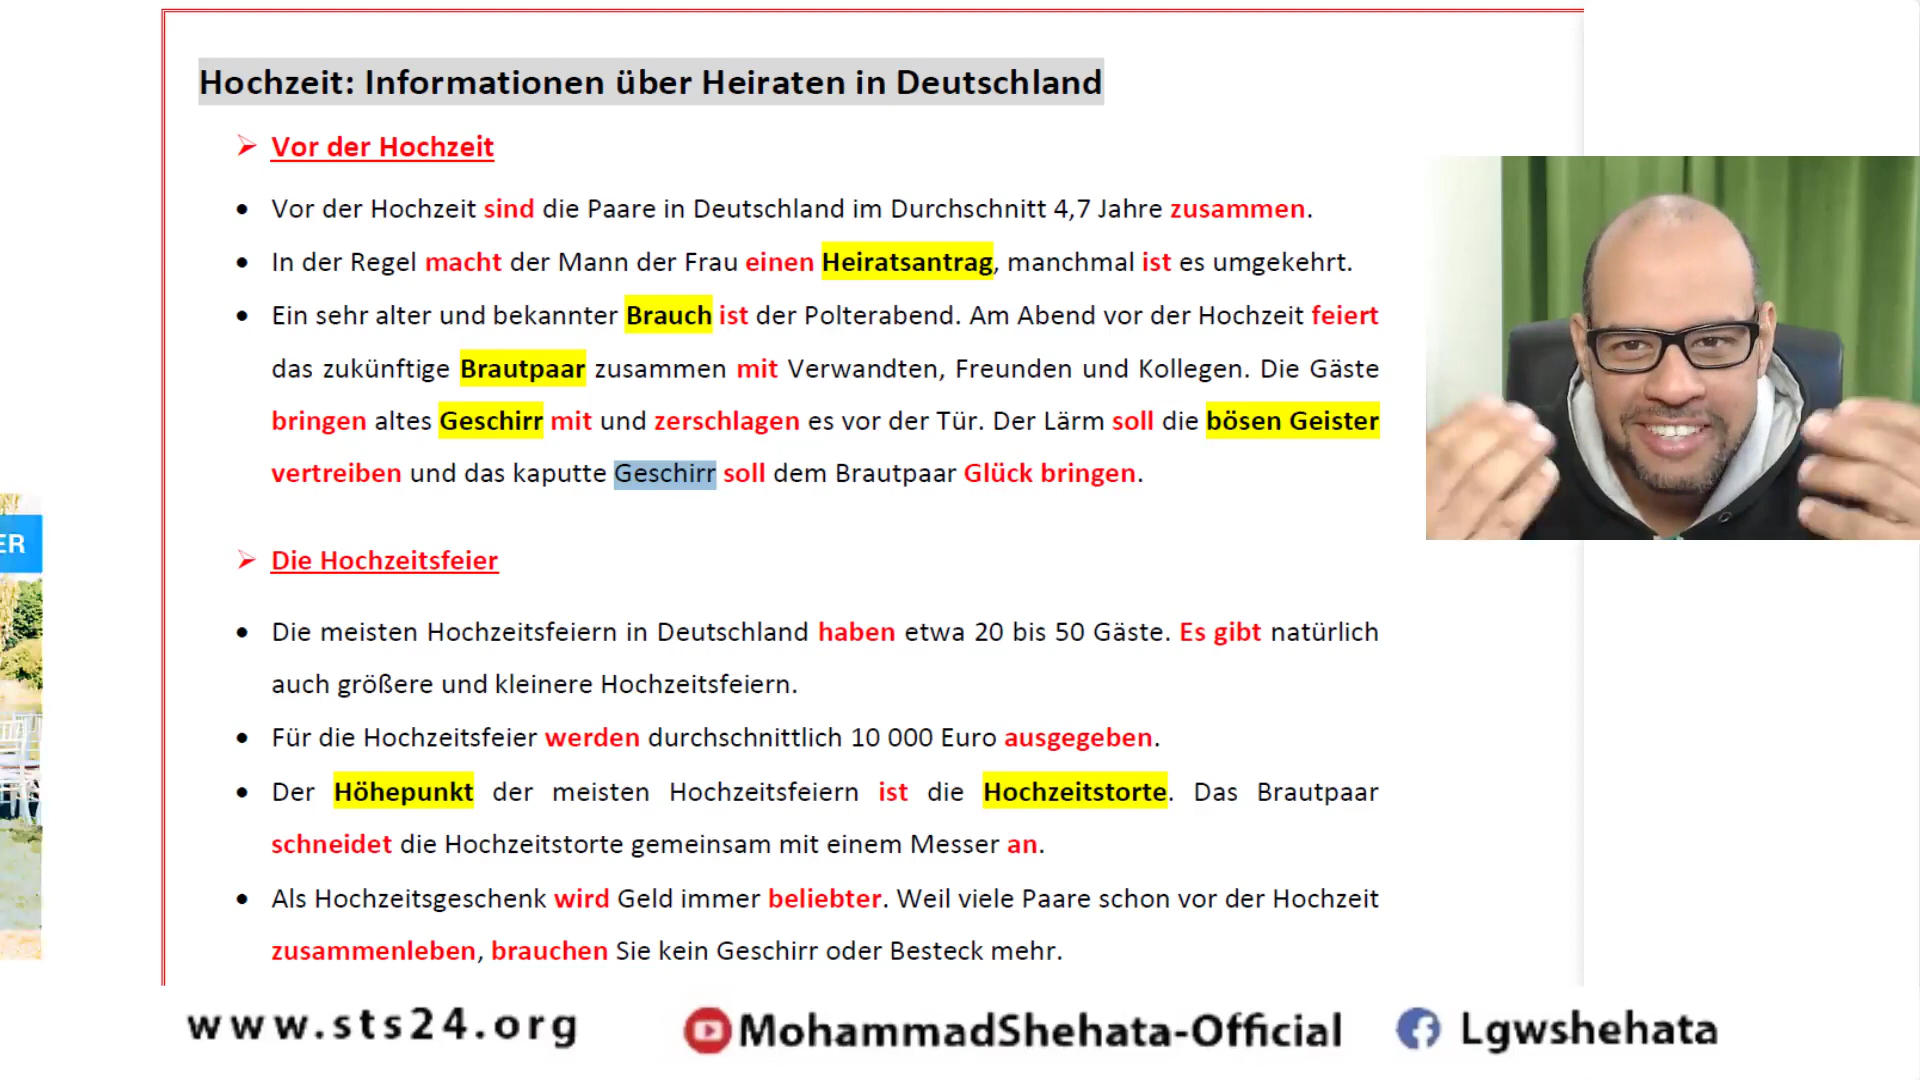 Hochzeit: Informationen über Heiraten in Deutschland
➢ Vor der Hochzeit
• Vor der Hochzeit sind die Paare in Deutschland im Durchschnitt 4,7 Jahre zusammen.
• In der Regel macht der Mann der Frau einen Heiratsantrag, manchmal ist es umgekehrt.
• Ein sehr alter und bekannter Brauch ist der Polterabend. Am Abend vor der Hochzeit feiert
das zukünftige Brautpaar zusammen mit Verwandten, Freunden und Kollegen. Die Gäste
bringen altes Geschirr mit und zerschlagen es vor der Tür. Der Lärm soll die bösen Geister
vertreiben und das kaputte Geschirr soll dem Brautpaar Glück bringen.
ER
➢ Die Hochzeitsfeier
• Die meisten Hochzeitsfeiern in Deutschland haben etwa 20 bis 50 Gäste. Es gibt natürlich
auch größere und kleinere Hochzeitsfeiern.
• Für die Hochzeitsfeier werden durchschnittlich 10 000 Euro ausgegeben.
• Der Höhepunkt der meisten Hochzeitsfeiern ist die Hochzeitstorte. Das Brautpaar
schneidet die Hochzeitstorte gemeinsam mit einem Messer an.
• Als Hochzeitsgeschenk wird Geld immer beliebter. Weil viele Paare schon vor der Hochzeit
zusammenleben, brauchen Sie kein Geschirr oder Besteck mehr.
www.sts24.org MohammadShehata-Official Lgwshehata